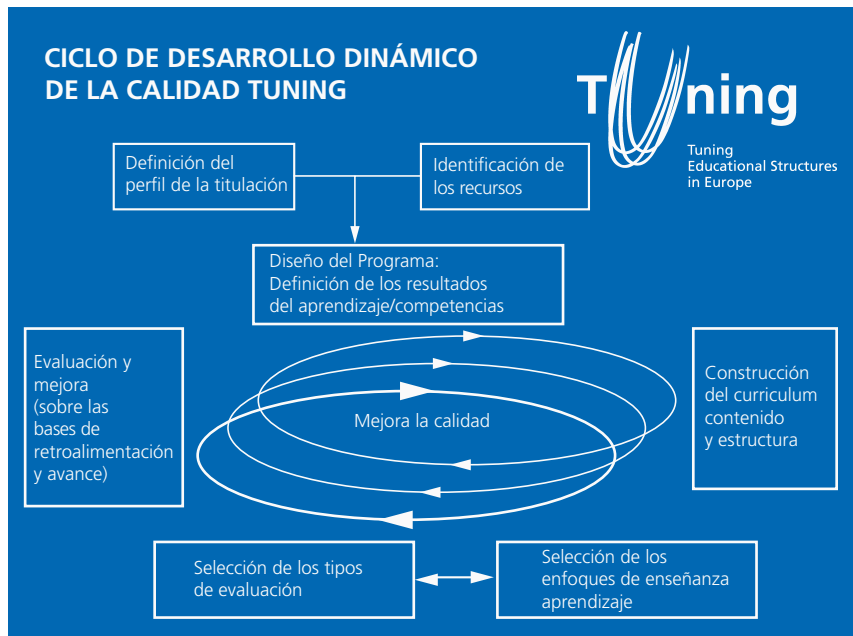 CICLO DE DESARROLLO DINÁMICO
DE LA CALIDAD TUNING
Tuning
Tuning
Educational Structures
in Europe
Definición del
perfil de la titulación
Identificación de
los recursos
Diseño del Programa:
Definición de los resultados
del aprendizaje/competencias
Evaluación y
mejora
(sobre las
bases de
retroalimentación
y avance)
Mejora la calidad
Construcción
del curriculum
contenido
y estructura
Selección de los tipos
de evaluación
Selección de los
enfoques de enseñanza
aprendizaje